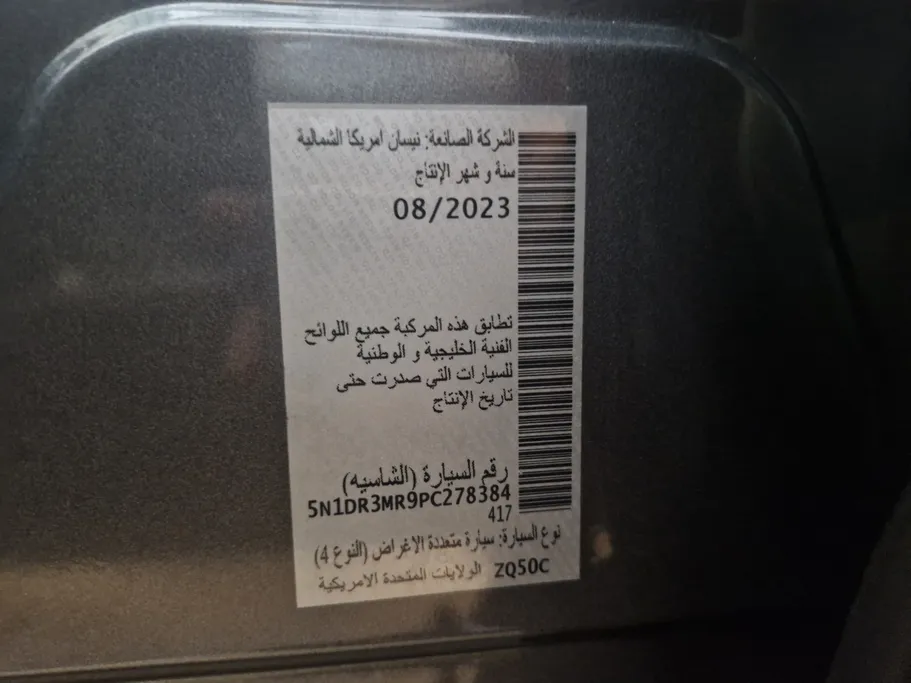 الشركة الصانعة: نيسان امريكا الشمالية
سنة و شهر الإنتاج
08/2023
تطابق هذه المركبة جميع اللوائح
الفنية الخليجية و الوطنية
للسيارات التي صدرت حتى
تاريخ الإنتاج
رقم السيارة (الشاسيه)
5N1DR3MR9PC278384
417
نوع السيارة: سيارة متعددة الاغراض (النوع 4)
ZQ50C الولايات المتحدة الامريكية